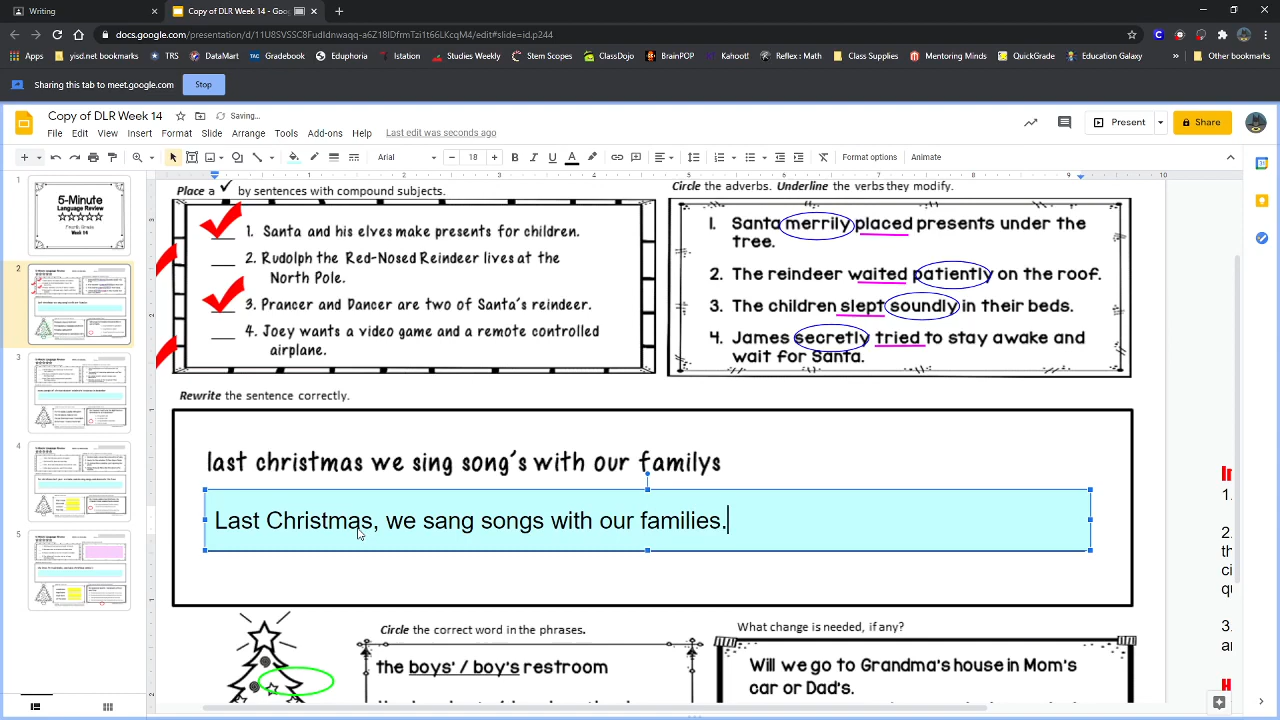 Writing
Copy of DLR Week 14 - Goog
docs.google.com/presentation/d/11U8SVSSC8FudIdnwaqq-a6Z18IDfrmTzi1t66LKcqM4/edit#slide=id.p244
Apps
yisd.net bookmarks
TRS
DataMart
Gradebook
Euphoria
Istation
Studies Weekly
Stem Scopes
ClassDojo
BrainPOP
Kahoot!
Reflex: Math
Class Supplies
Morning Minders
QuickGrade
Education Galaxy
Other bookmarks
Sharing this tab to meet.google.com
Stop
Copy of DLR Week 14
Saving...
File Edit View Insert Format Slide Arrange Tools Add-ons Help
Last edit was seconds ago
Present
Share
Arial
18
Format options
Animate
5-Minute
Language Review
Fourth Grade
Week 14
Place a ✓ by sentences with compound subjects.
1. Santa and his elves make presents for children.
2. Rudolph the Red-Nosed Reindeer lives at the
North Pole.
3. Prancer and Dancer are two of Santa's reindeer.
4. Joey wants a video game and a remote controlled
airplane.
Circle the adverbs. Underline the verbs they modify.
1. Santa merrily placed presents under the
tree.
2. The reindeer waited patiently on the roof.
3. The children slept soundly in their beds.
4. James secretly tried to stay awake and
wait for Santa.
Rewrite the sentence correctly.
last christmas we sing song's with our familys
Last Christmas, we sang songs with our families.
Circle the correct word in the phrases.
the boys' / boy's restroom
What change is needed, if any?
Will we go to Grandma's house in Mom's
car or Dad's.
1.
2.
3.